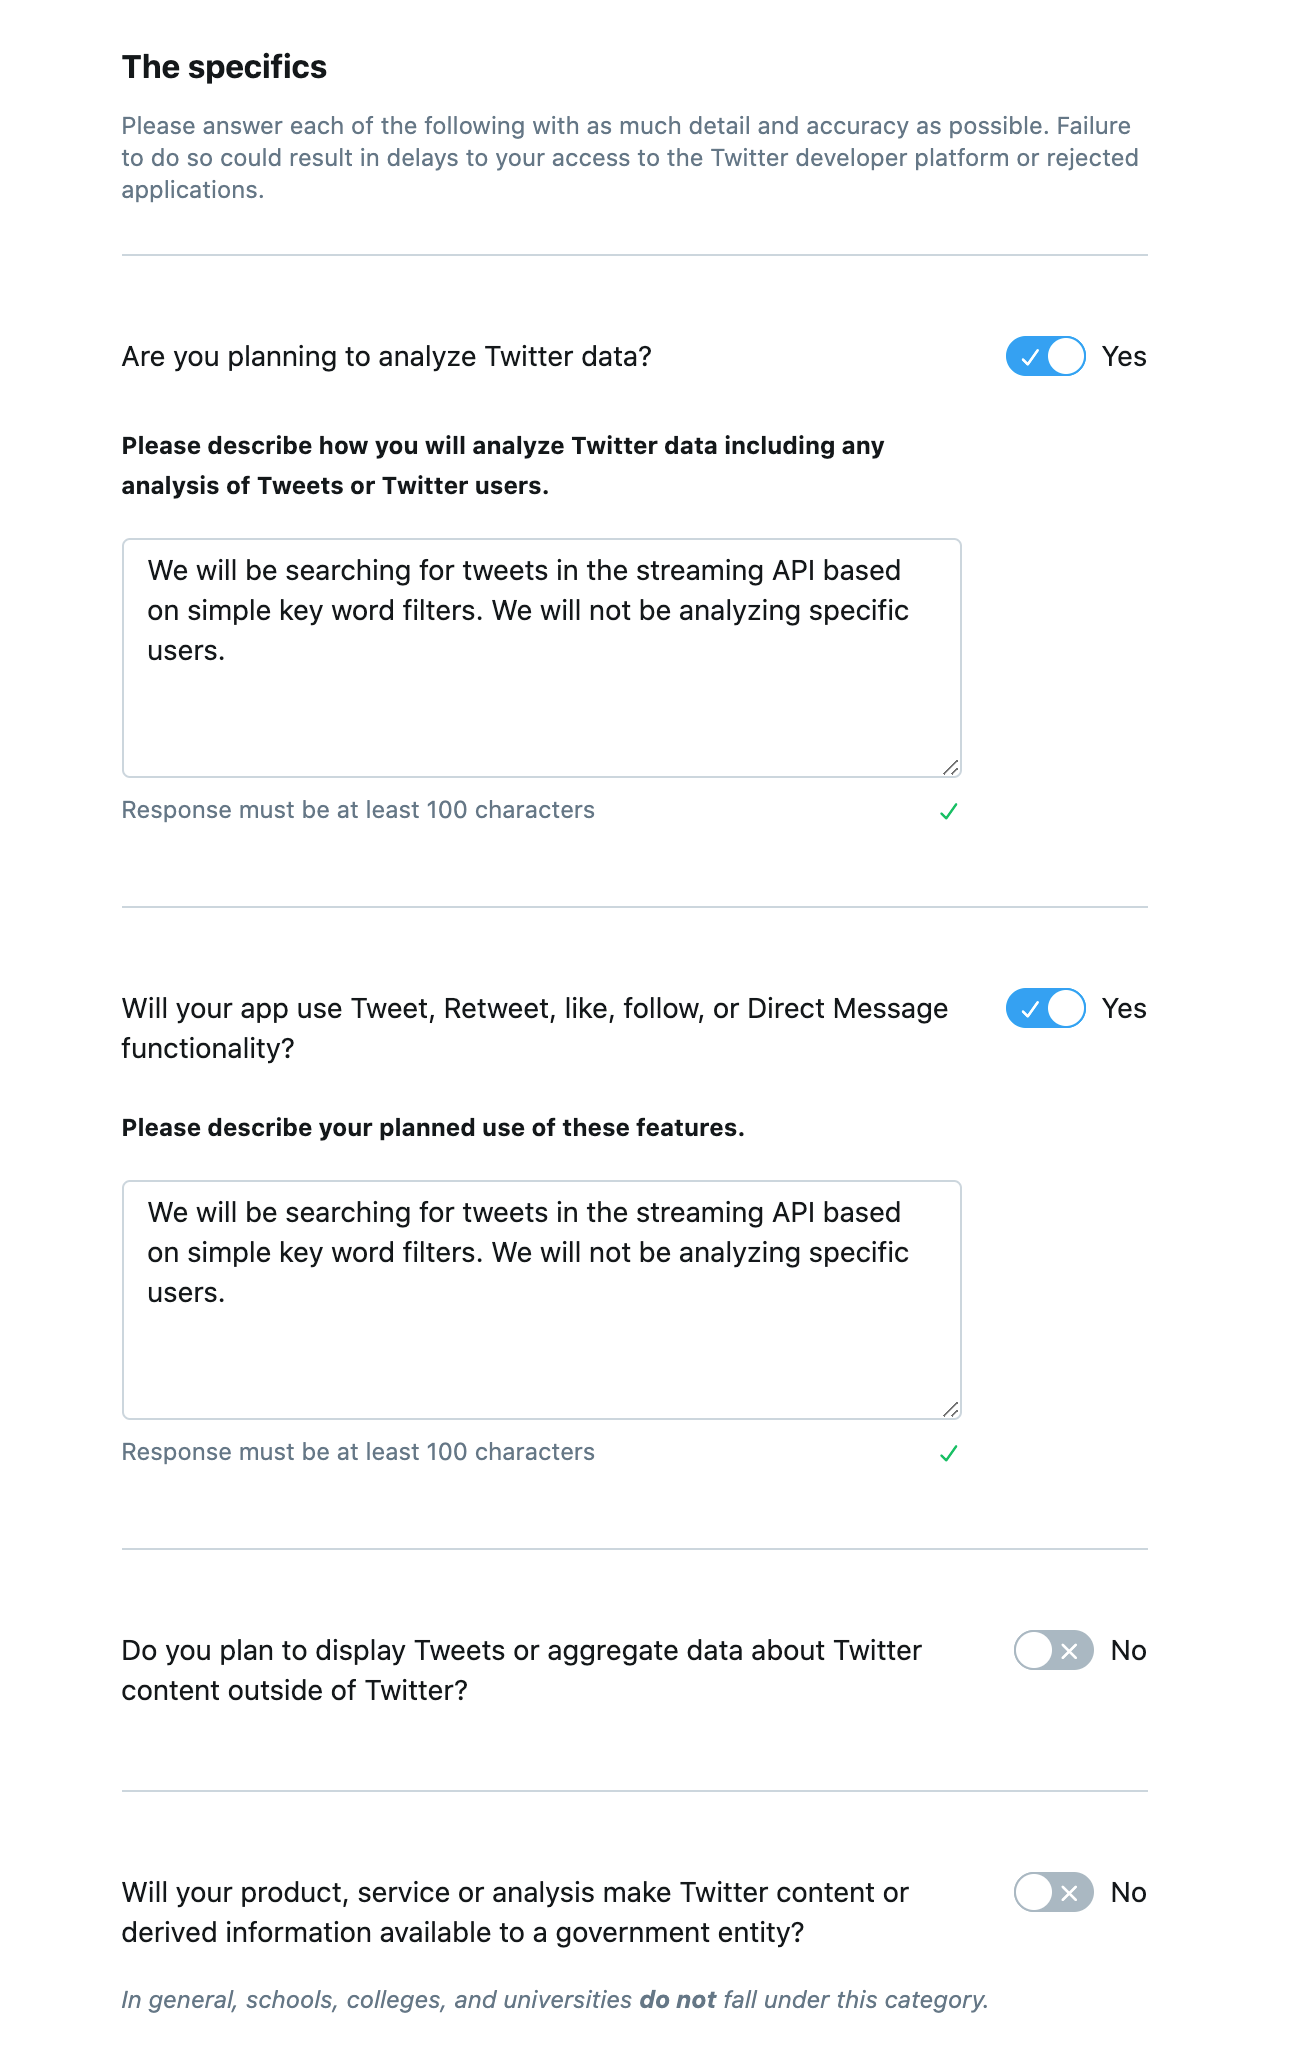 The specifics
Please answer each of the following with as much detail and accuracy as possible. Failure
to do so could result in delays to your access to the Twitter developer platform or rejected
applications.
Are you planning to analyze Twitter data?
Yes
Please describe how you will analyze Twitter data including any
analysis of Tweets or Twitter users.
We will be searching for tweets in the streaming API based
on simple key word filters. We will not be analyzing specific
users.
Response must be at least 100 characters
Will your app use Tweet, Retweet, like, follow, or Direct Message
functionality?
Yes
Please describe your planned use of these features.
We will be searching for tweets in the streaming API based
on simple key word filters. We will not be analyzing specific
users.
Response must be at least 100 characters
Do you plan to display Tweets or aggregate data about Twitter
content outside of Twitter?
No
Will your product, service or analysis make Twitter content or
derived information available to a government entity?
No
In general, schools, colleges, and universities do not fall under this category.